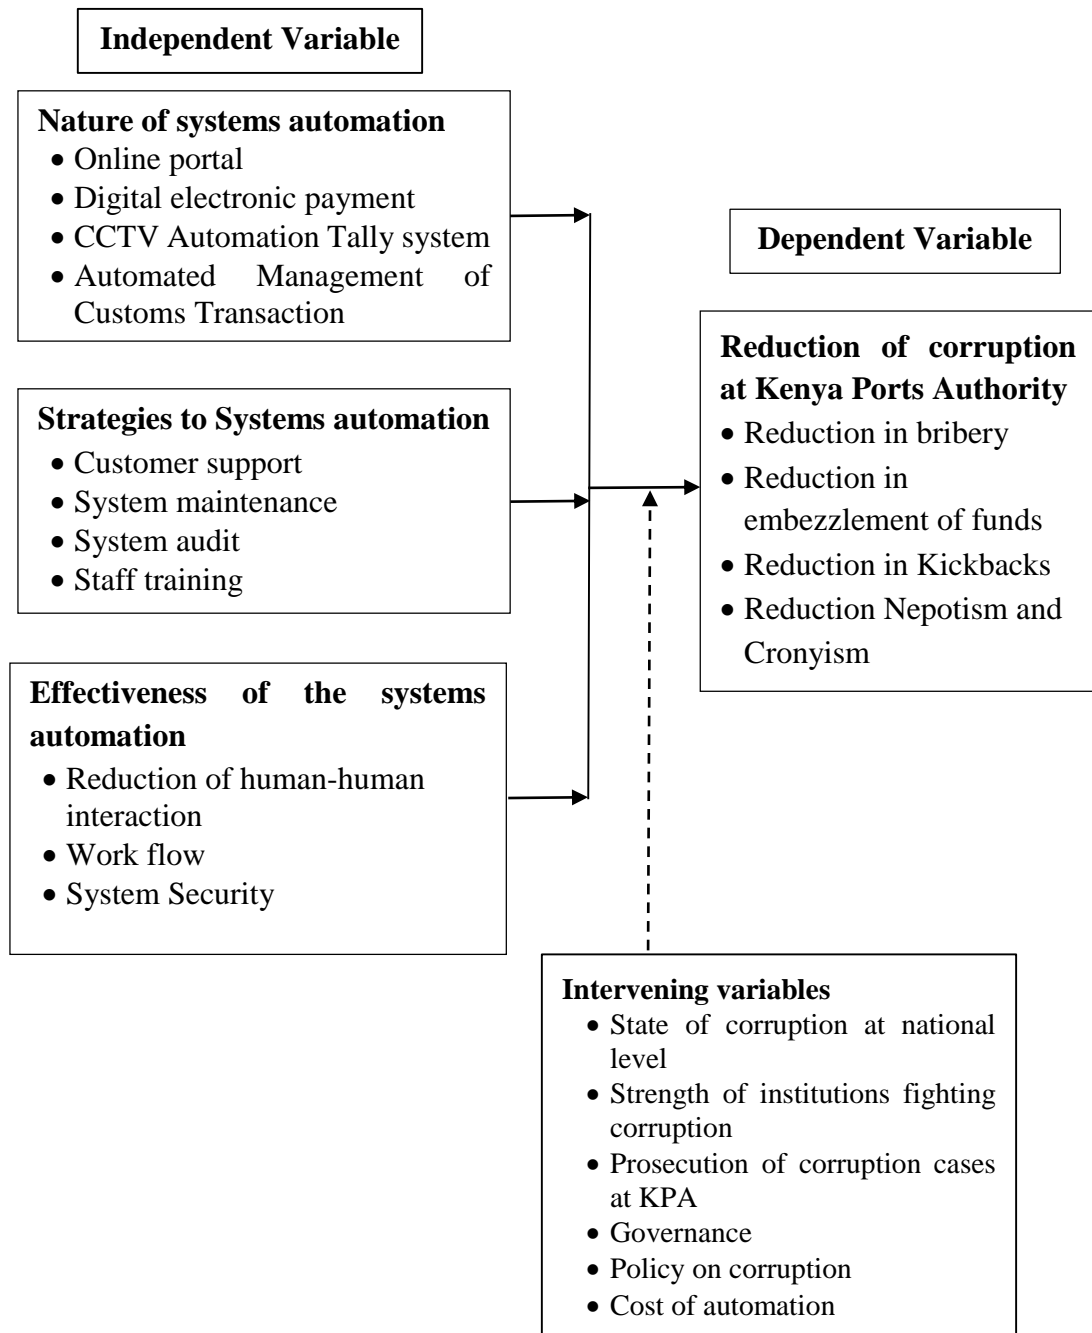 Independent Variable
Nature of systems automation
• Online portal
• Digital electronic payment
• CCTV Automation Tally system
• Automated Management of
Customs Transaction
Strategies to Systems automation
• Customer support
• System maintenance
• System audit
• Staff training
Effectiveness of the systems
automation
• Reduction of human-human
interaction
• Work flow
• System Security
Dependent Variable
Reduction of corruption
at Kenya Ports Authority
• Reduction in bribery
• Reduction in
embezzlement of funds
• Reduction in Kickbacks
• Reduction Nepotism and
Cronyism
Intervening variables
• State of corruption at national
level
• Strength of institutions fighting
corruption
• Prosecution of corruption cases
at KPA
• Governance
• Policy on corruption
• Cost of automation